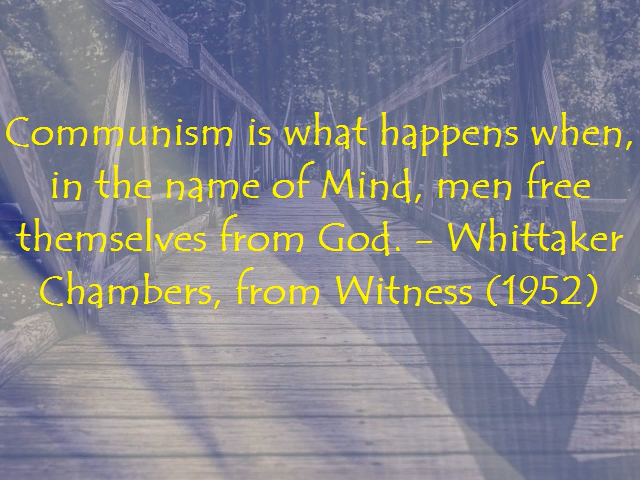 Communism is what happens when,
in the name of Mind, men free
themselves from God. - Whittaker
Chambers, from Witness (1952)